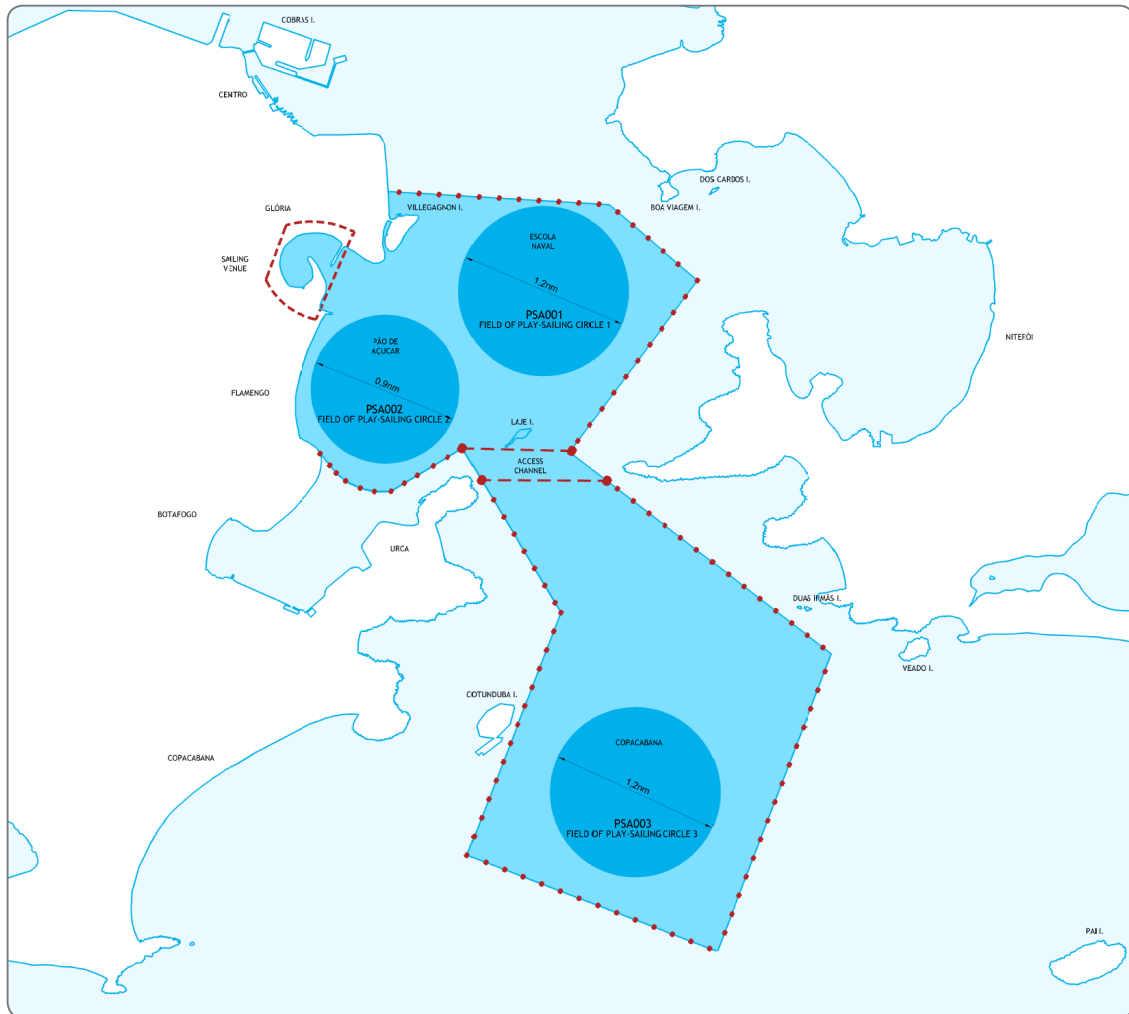 COBRAS I.
CENTRO
DOS CARDOS I.
GLÓRIA
VILLEGAGNON I.
BOA VIAGEM I.
ESCOLA
NAVAL
SAILING
VENUE
1,2nm
PSA001
FIELD OF PLAY-SAILING CIRCLE 1
NITERÓI
PÃO DE
AÇUCAR
0,9nm
FLAMENGO
PSA002
FIELD OF PLAY-SAILING CIRCLE 2
LAJE I.
ACCESS
CHANNEL
BOTAFOGO
URCA
DUAS IRMÃS I.
VEADO I.
COTUNDUBA I.
COPACABANA
COPACABANA
1,2nm
PSA003
FIELD OF PLAY-SAILING CIRCLE 3
PAI I.